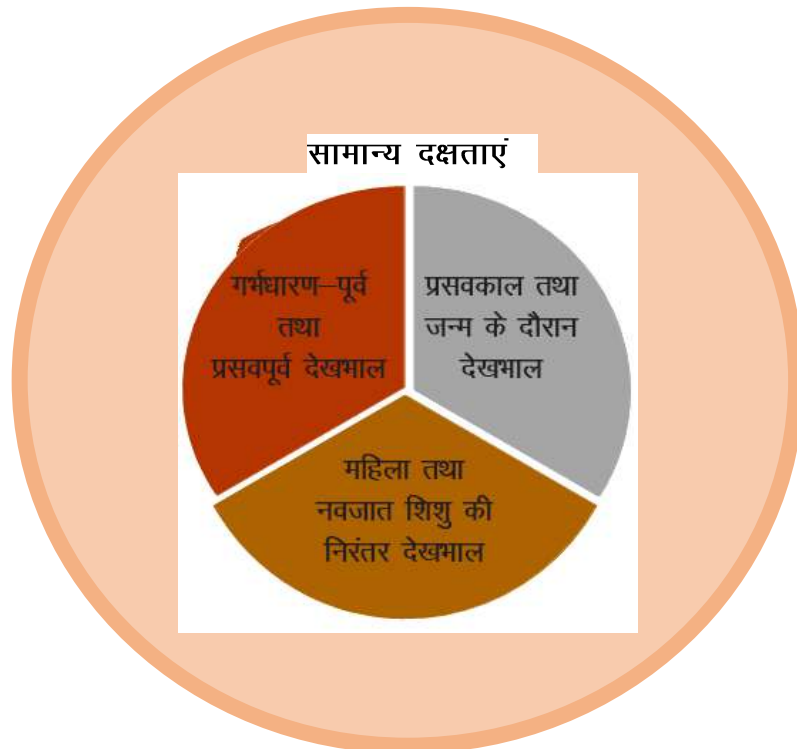 सामान्य दक्षताएं
गर्भधारण–पूर्व
तथा
प्रसवपूर्व देखभाल
प्रसवकाल तथा
जन्म के दौरान
देखभाल
महिला तथा
नवजात शिशु की
निरंतर देखभाल